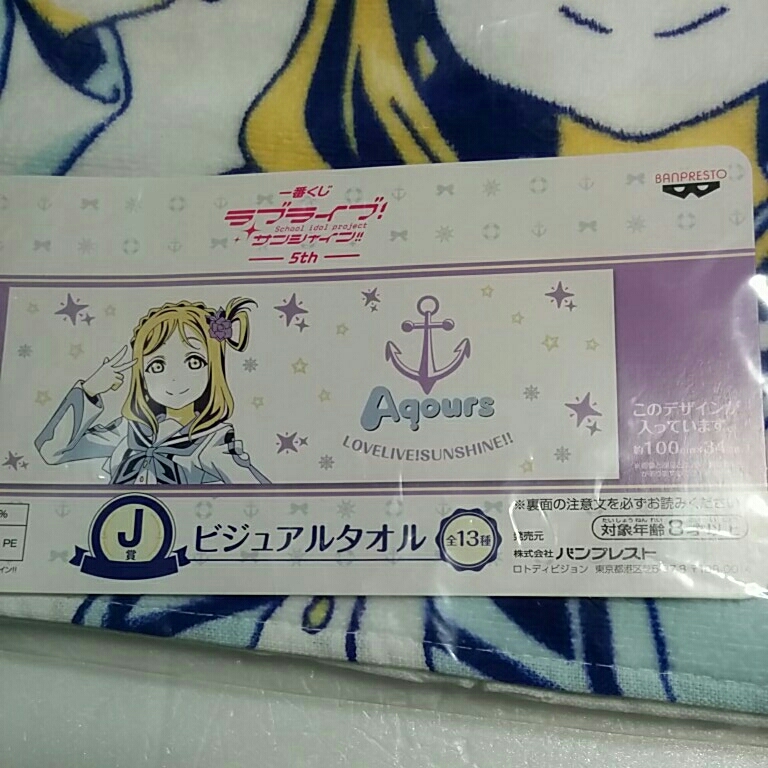 一番くじ
ラブライブ!
School idol project
サンシャイン!!
5th
BANPRESTO
Aqours
LOVELIVE!SUNSHINE!!
このデザインが
入っています。
約100
34
%
PE
J
賞
ビジュアルタオル
全13種
※裏面の注意文を必ずお読みください
発売元
対象年齢
株式会社 バンプレスト
ロトディビジョン 東京都港区